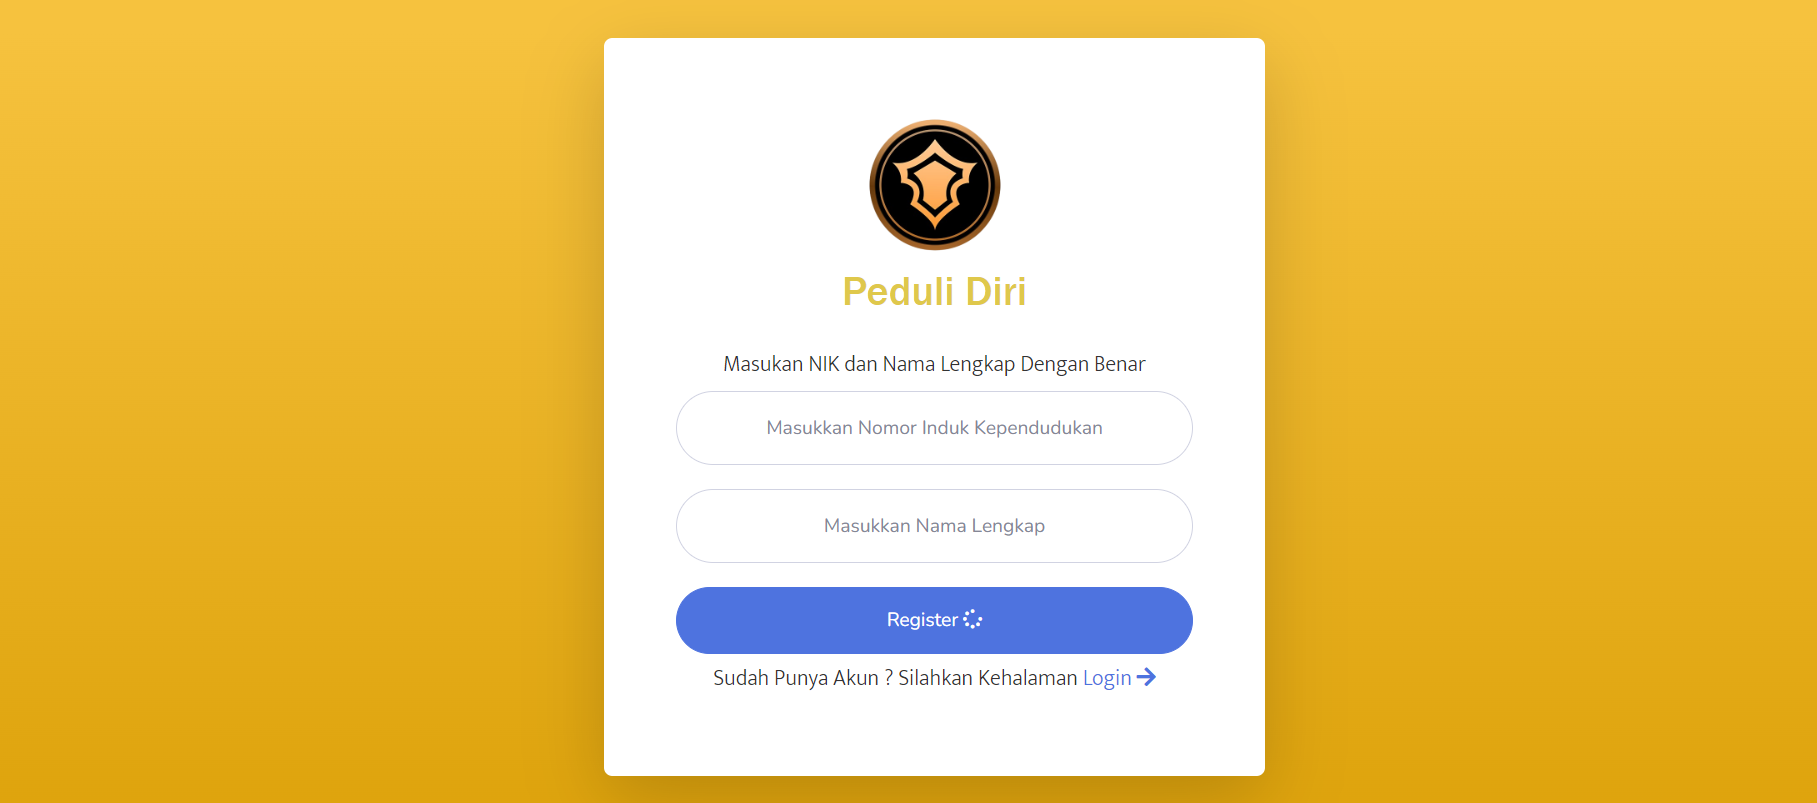 Peduli Diri
Masukan NIK dan Nama Lengkap Dengan Benar
Masukkan Nomor Induk Kependudukan
Masukkan Nama Lengkap
Register
Sudah Punya Akun ? Silahkan Kehalaman Login